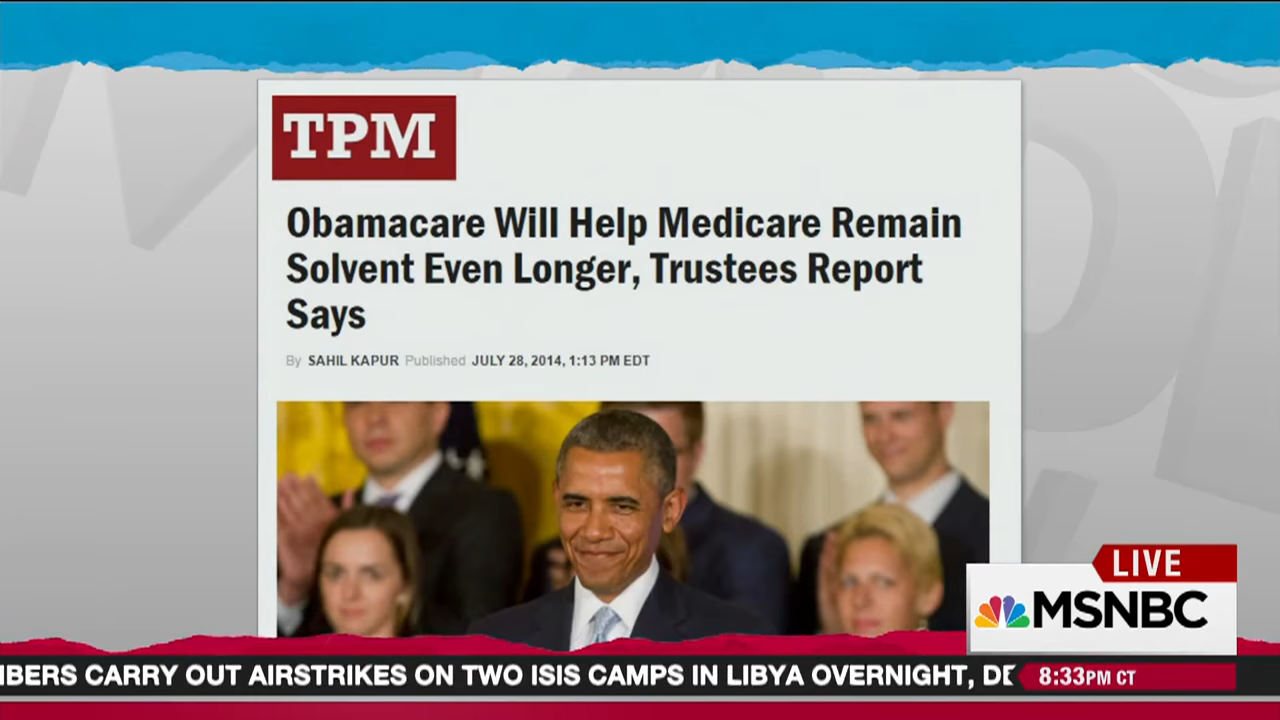 TPM
Obamacare Will Help Medicare Remain
Solvent Even Longer, Trustees Report
Says
By SAHIL KAPUR Published JULY 28, 2014, 1:13 PM EDT
LIVE
MSNBC
CARRY OUT AIRSTRIKES ON TWO ISIS CAMPS IN LIBYA OVERNIGHT,
8:33PM CT